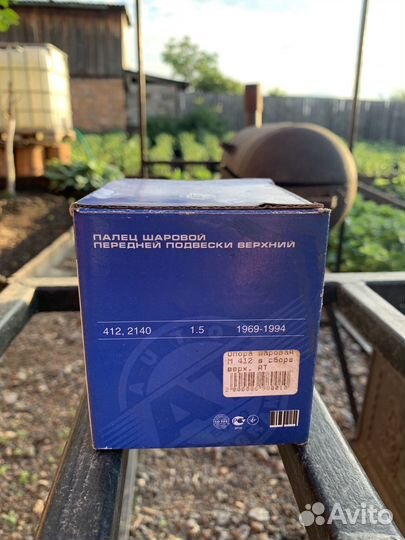 ПАЛЕЦ ШАРОВОЙ
ПЕРЕДНЕЙ ПОДВЕСКИ ВЕРХНИЙ
412, 2140 1.5 1969-1994
Опора шаровая
М 412 в сборе
верх. АТ
Avito